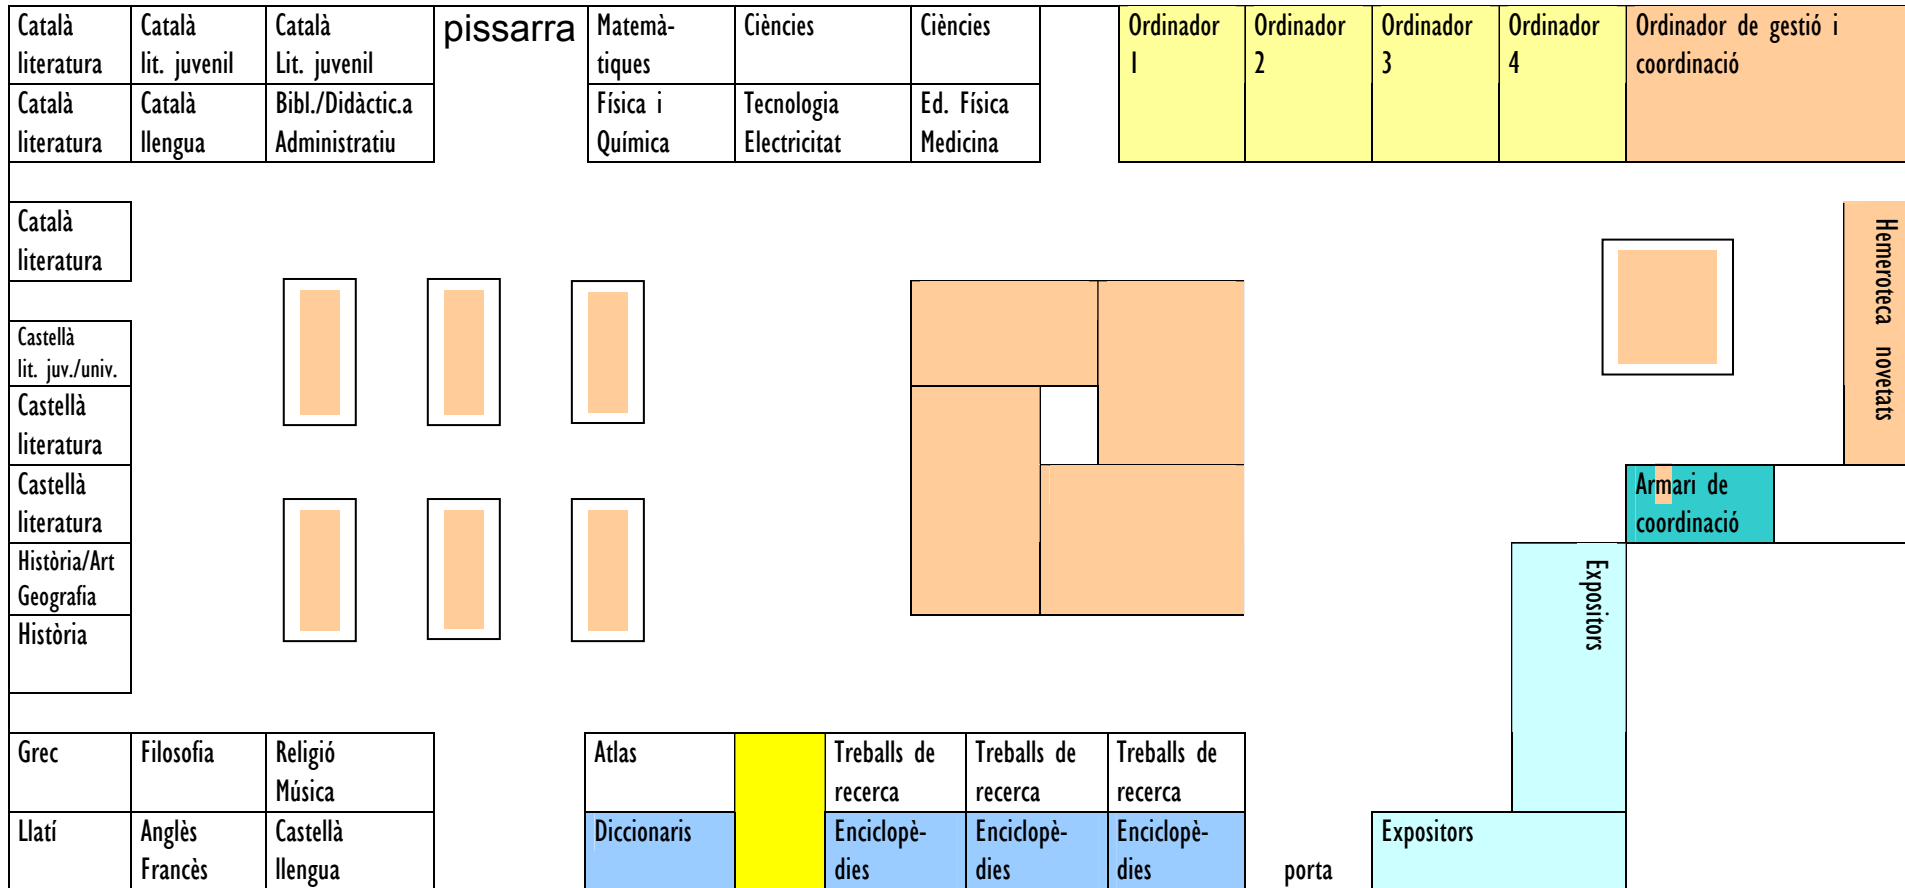 Català
literatura
Català
lit. juvenil
Català
Lit. juvenil
pissarra
Matemà-
tiques
Ciències
Ciències
Ordinador
1
Ordinador
2
Ordinador
3
Ordinador
4
Ordinador de gestió i
coordinació
Català
literatura
Català
llengua
Bibl./Didàctic.a
Administratiu
Física i
Química
Tecnologia
Electricitat
Ed. Física
Medicina
Català
literatura
Hemeroteca novetats
Castellà
lit. juv./univ.
Castellà
literatura
Castellà
literatura
Armari de
coordinació
Història/Art
Geografia
Expositors
Història
Grec
Filosofia
Religió
Música
Atlas
Treballs de
recerca
Treballs de
recerca
Treballs de
recerca
Llatí
Anglès
Francès
Castellà
llengua
Diccionaris
Enciclopè-
dies
Enciclopè-
dies
Enciclopè-
dies
porta
Expositors